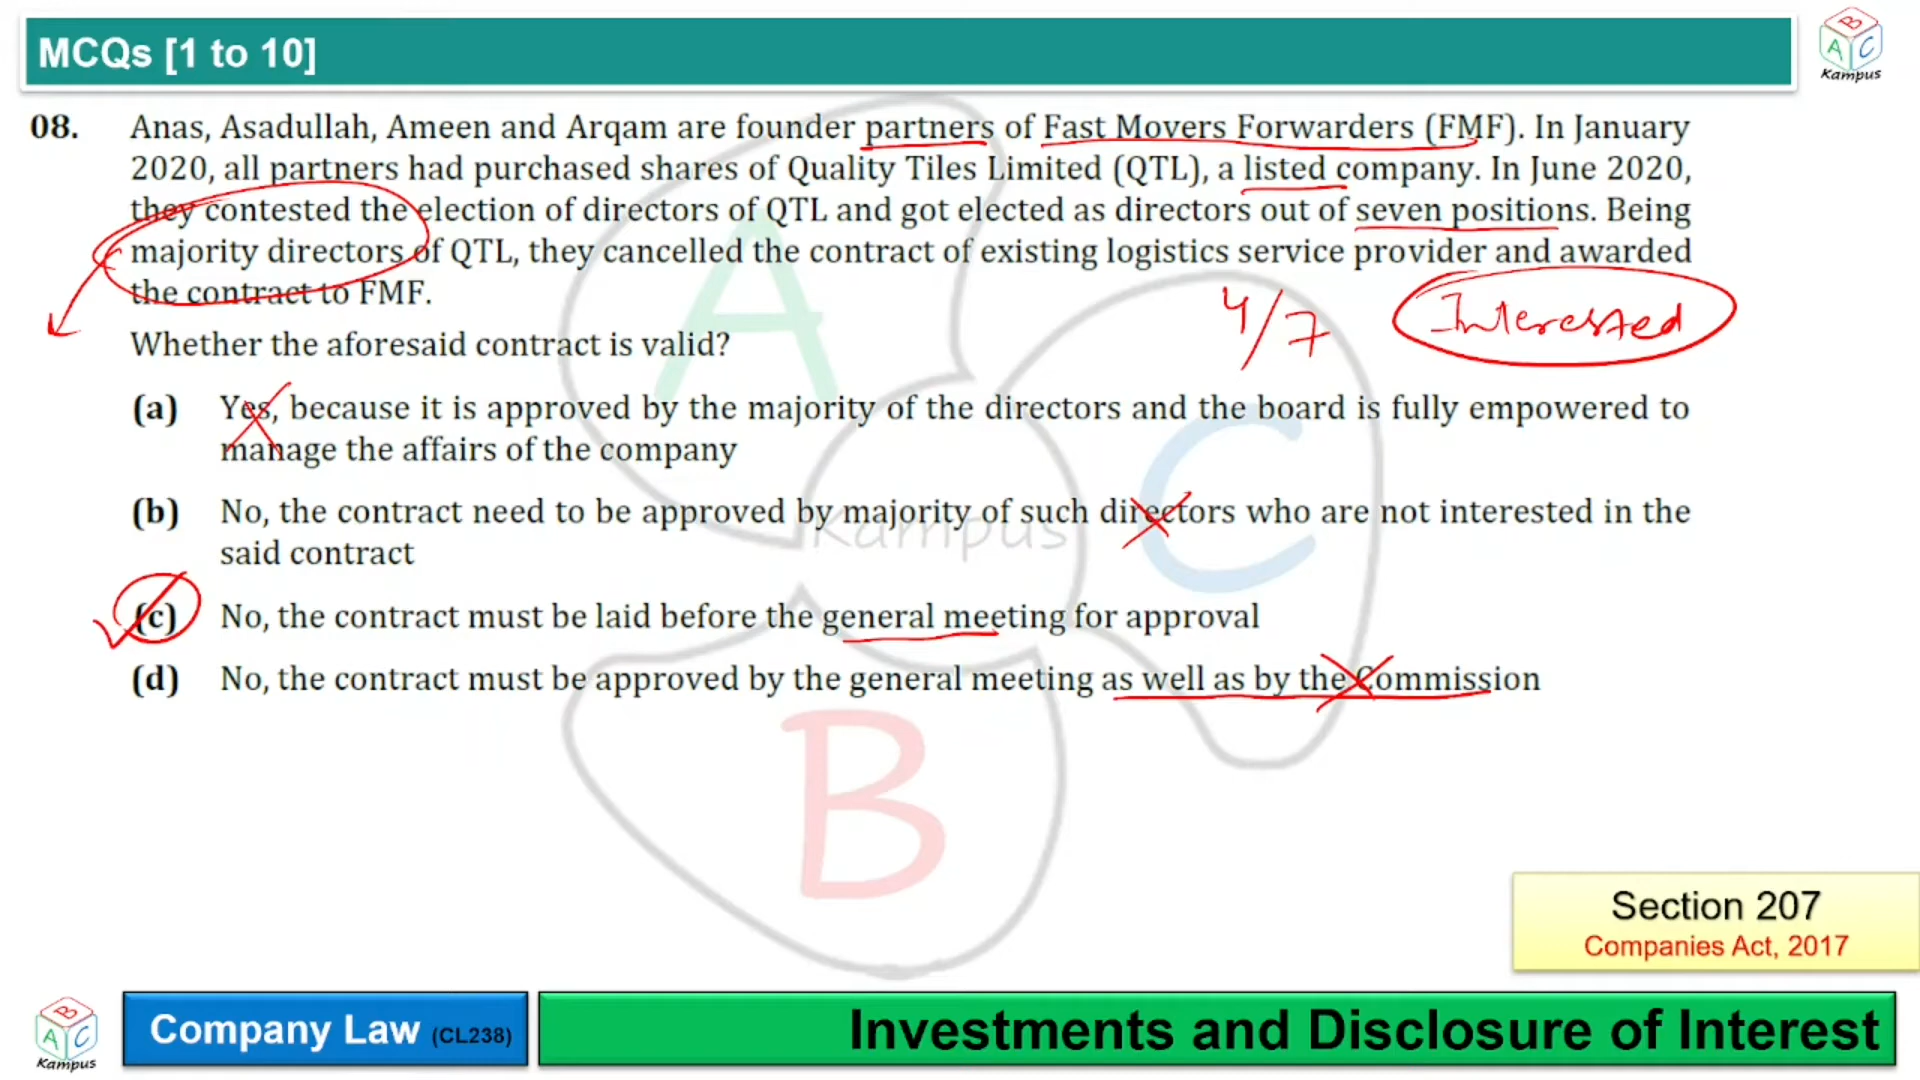 MCQs [1 to 10]
B
A C
Kampus
08. Anas, Asadullah, Ameen and Arqam are founder partners of Fast Movers Forwarders (FMF). In January
2020, all partners had purchased shares of Quality Tiles Limited (QTL), a listed company. In June 2020,
they contested the election of directors of QTL and got elected as directors out of seven positions. Being
majority directors of QTL, they cancelled the contract of existing logistics service provider and awarded
the contract to FMF.
4/7 Interested
Whether the aforesaid contract is valid?
(a) Yes, because it is approved by the majority of the directors and the board is fully empowered to
manage the affairs of the company
(b) No, the contract need to be approved by majority of such directors who are not interested in the
said contract
(c) No, the contract must be laid before the general meeting for approval
(d) No, the contract must be approved by the general meeting as well as by the Commission
A
C
Kampus
B
Section 207
Companies Act, 2017
B
A C
Kampus
Company Law (CL238)
Investments and Disclosure of Interest